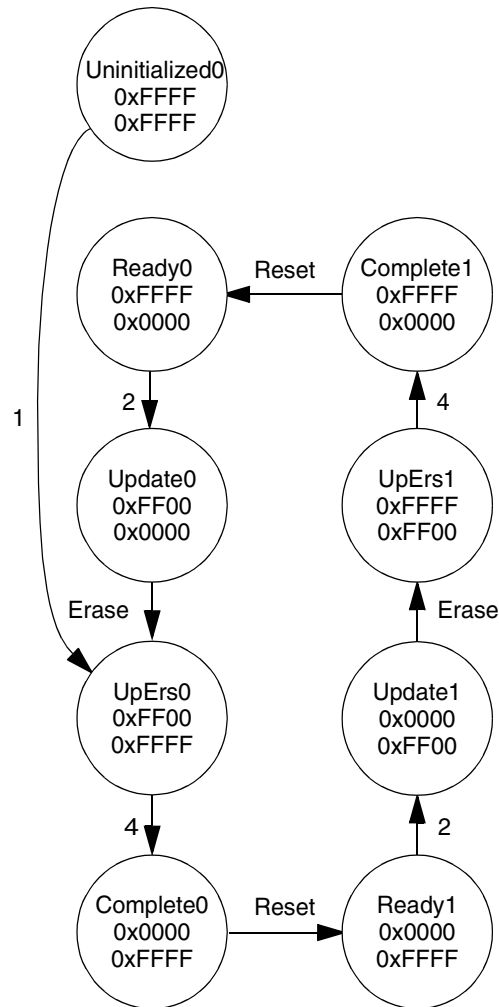 Uninitialized0
0xFFFF
0xFFFF
Ready0
0xFFFF
0x0000
Reset
Complete1
0xFFFF
0x0000
1
2
4
Update0
0xFF00
0x0000
UpErs1
0xFFFF
0xFF00
Erase
Erase
UpErs0
0xFF00
0xFFFF
Update1
0x0000
0xFF00
4
2
Complete0
0x0000
0xFFFF
Reset
Ready1
0x0000
0xFFFF